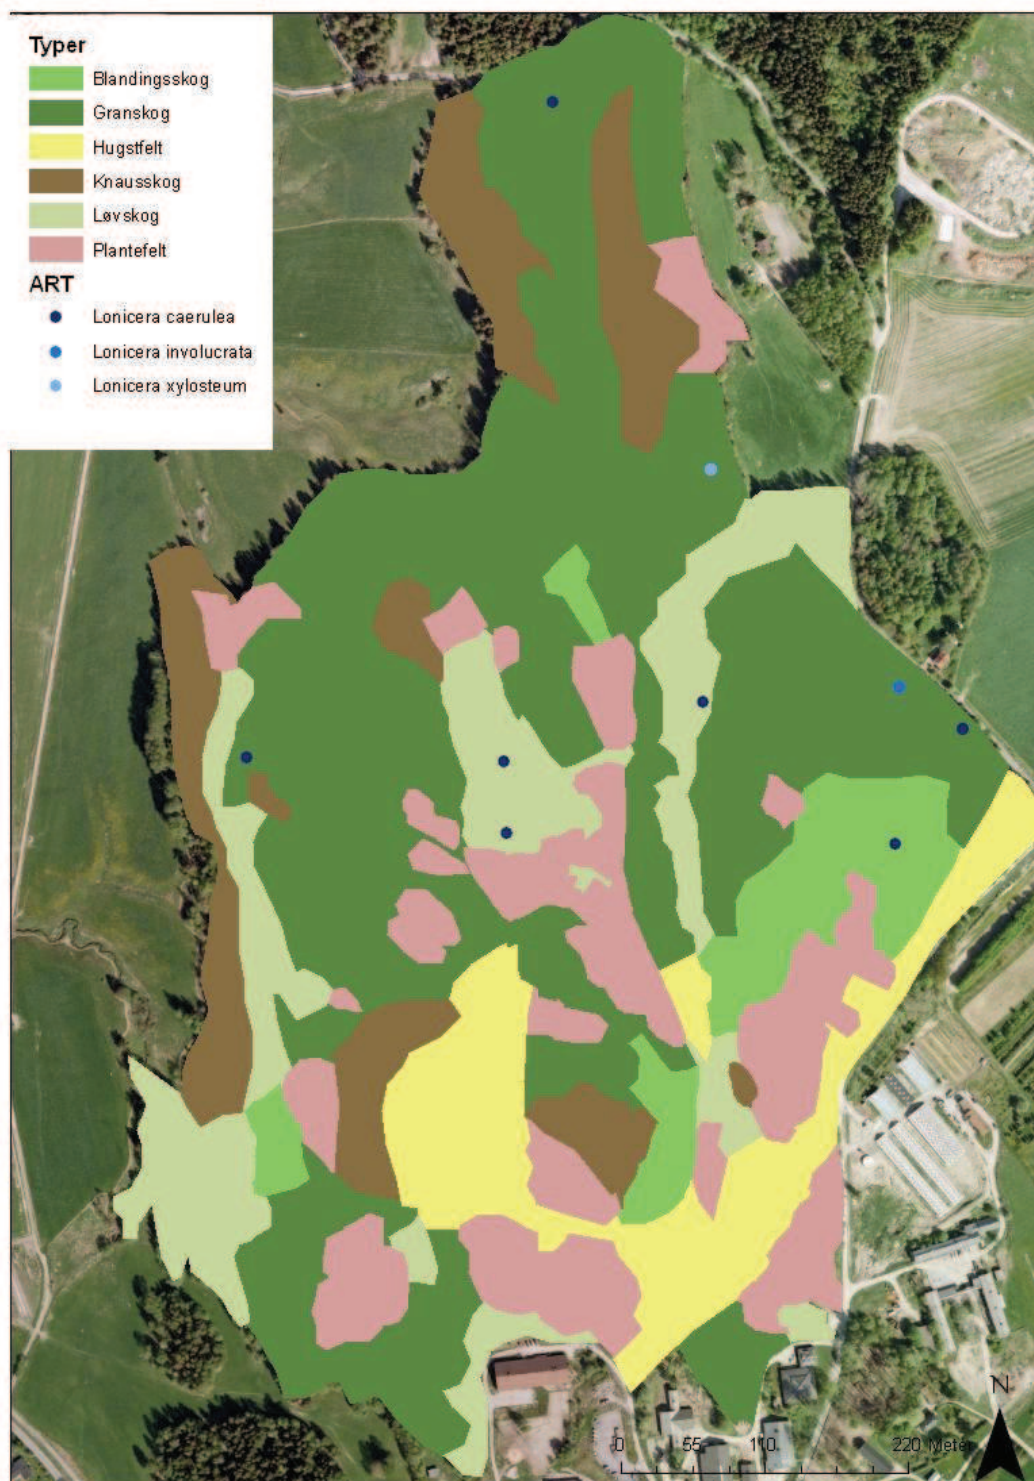 Typer
Blandingsskog
Granskog
Hugstfelt
Knausskog
Løvskog
Plantefelt
ART
Lonicera caerulea
Lonicera involucrata
Lonicera xylosteum
N
0 55 110 220 Meter